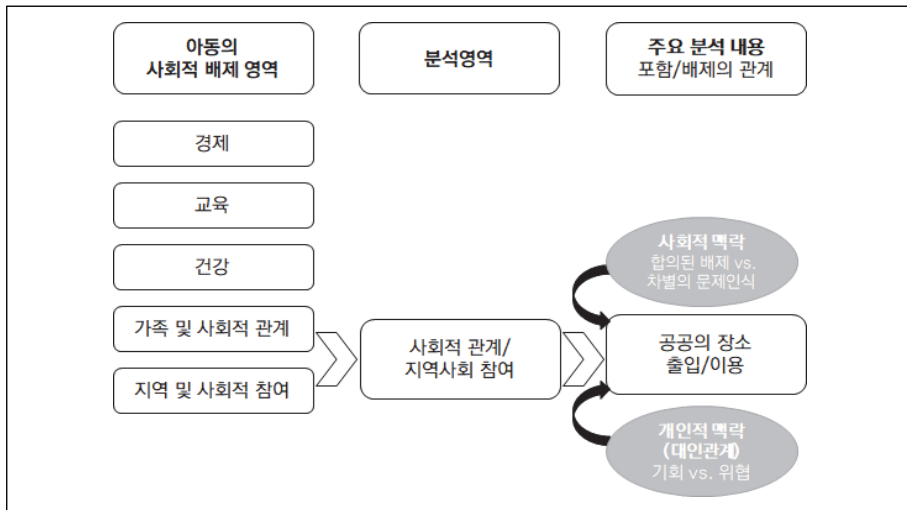 아동의
사회적 배제 영역
분석영역
주요 분석 내용
포함/배제의 관계
경제
교육
건강
가족 및 사회적 관계
지역 및 사회적 참여
사회적 관계/
지역사회 참여
사회적 맥락
합의된 배제 vs.
차별의 문제인식
공공의 장소
출입/이용
개인적 맥락
(대인관계)
기회 vs. 위협